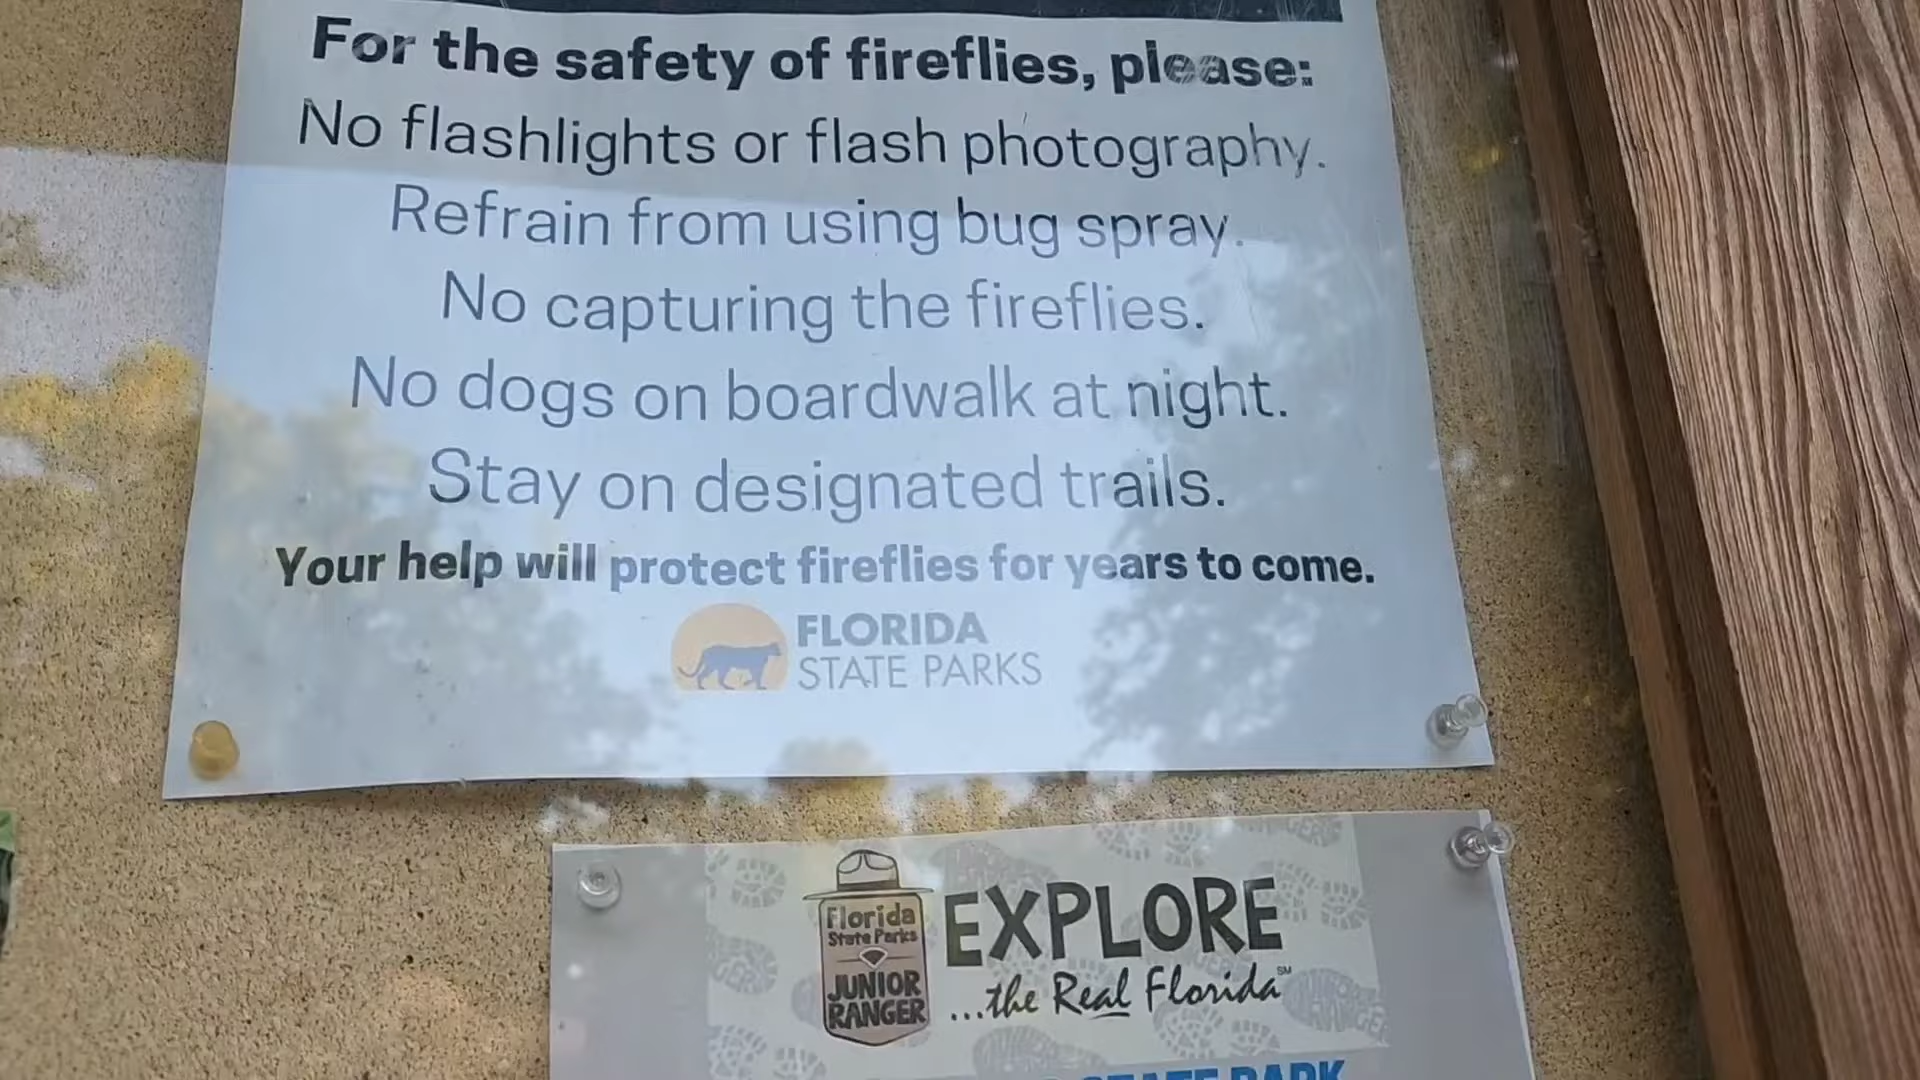 For the safety of fireflies, please:
No flashlights or flash photography.
Refrain from using bug spray.
No capturing the fireflies.
No dogs on boardwalk at night.
Stay on designated trails.
Your help will protect fireflies for years to come.
FLORIDA
STATE PARKS
Florida
State Parks
JUNIOR
RANGER
EXPLORE
...the Real Florida℠
STATE PARK